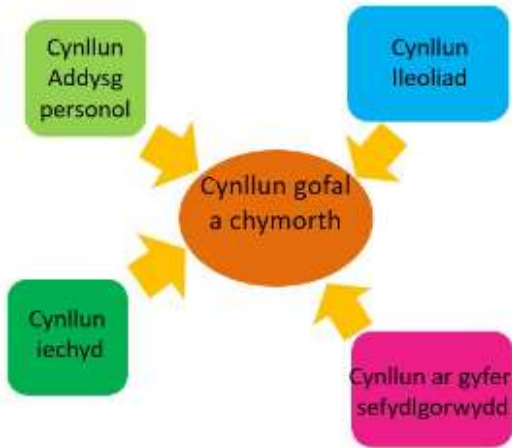 Cynllun
Addysg
personol
Cynllun
lleoliad
Cynllun gofal
a chymorth
Cynllun
iechyd
Cynllun ar gyfer
sefydlgorwydd